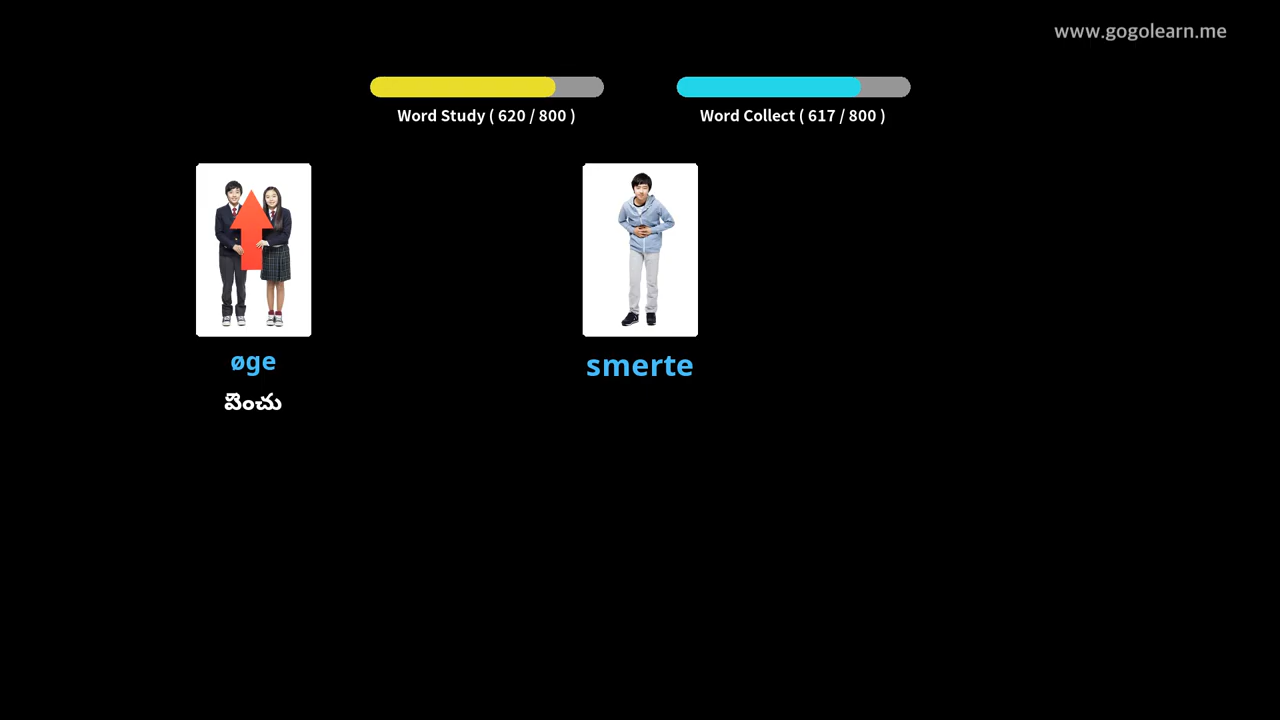 www.gogolearn.me
Word Study ( 620 / 800 )
Word Collect ( 617 / 800 )
øge
smerte
పెంచు